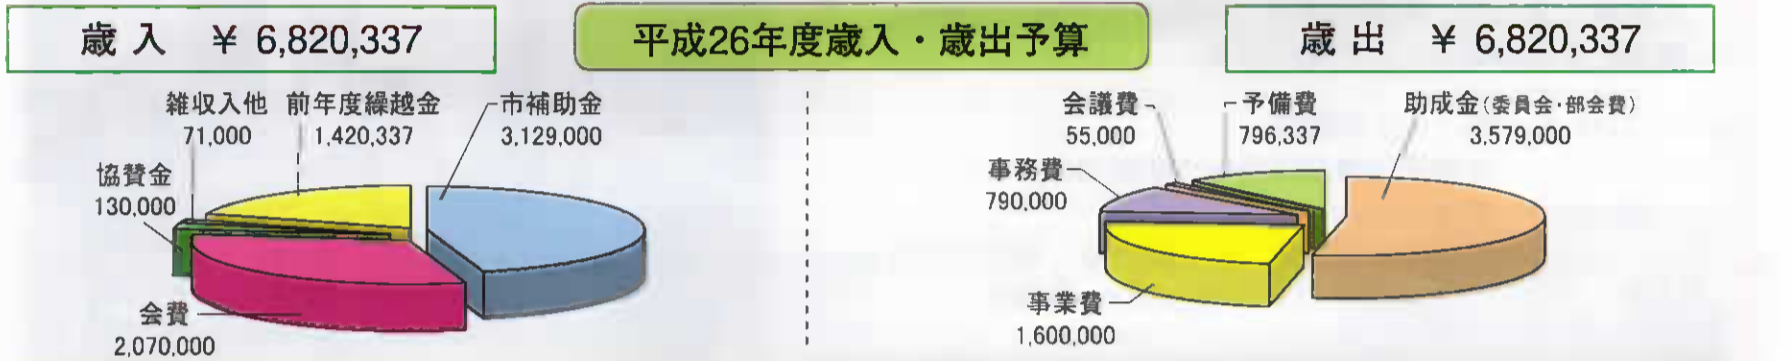 歳入 ¥ 6,820,337
平成26年度歳入・歳出予算
歳出 ¥ 6,820,337
雑収入他
71,000
前年度繰越金
1,420,337
市補助金
3,129,000
協賛金
130,000
会費
2,070,000
会議費
55,000
予備費
796,337
助成金(委員会・部会費)
3,579,000
事務費
790,000
事業費
1,600,000